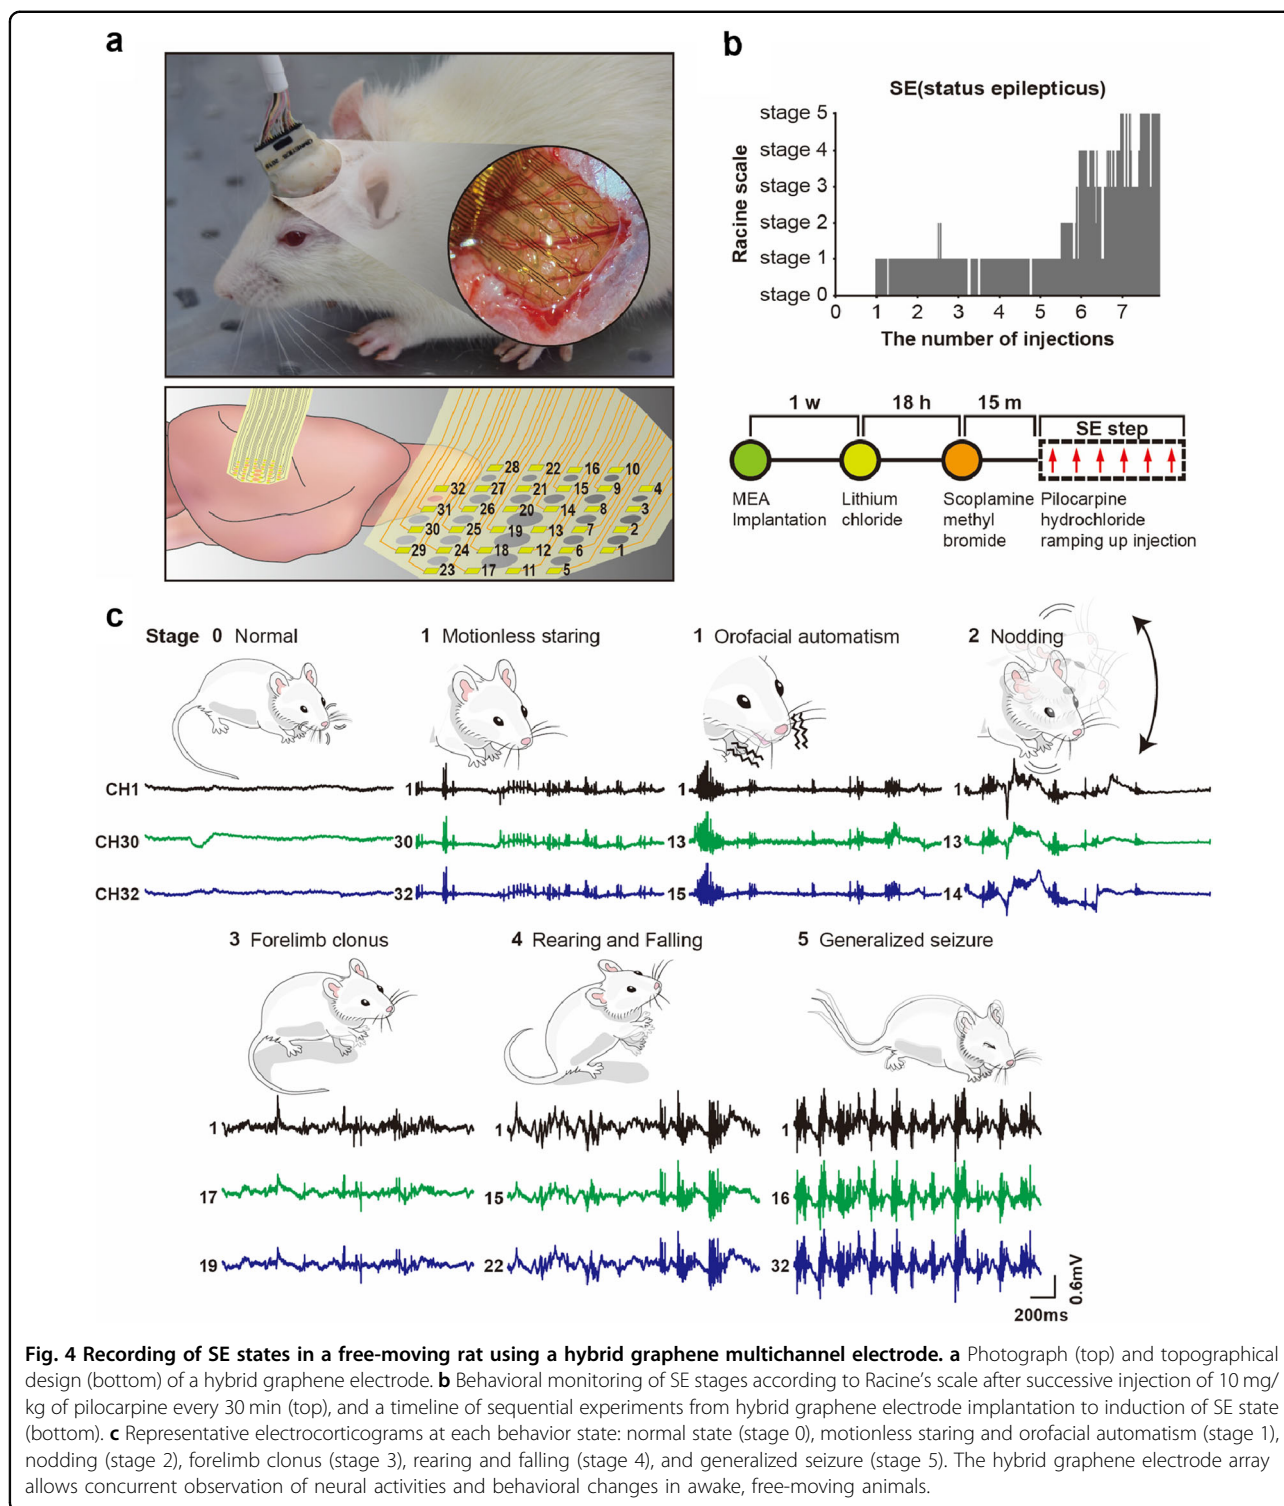 a
b
SE(status epilepticus)
Racine scale
stage 5
stage 4
stage 3
stage 2
stage 1
stage 0
0 1 2 3 4 5 6 7
The number of injections
28 22 16 10
32 27 21 15 9 4
31 26 20 14 8 3
30 25 19 13 7 2
29 24 18 12 6 1
23 17 11 5
1 w 18 h 15 m
SE step
MEA
Implantation
Lithium
chloride
Scoplamine
methyl
bromide
Pilocarpine
hydrochloride
ramping up injection
c
Stage 0 Normal
1 Motionless staring
1 Orofacial automatism
2 Nodding
CH1 1 1 1
CH30 30 13 13
CH32 32 15 14
3 Forelimb clonus
4 Rearing and Falling
5 Generalized seizure
1 1 1
17 15 16
19 22 32
0.6mV
200ms
Fig. 4 Recording of SE states in a free-moving rat using a hybrid graphene multichannel electrode. a Photograph (top) and topographical
design (bottom) of a hybrid graphene electrode. b Behavioral monitoring of SE stages according to Racine's scale after successive injection of 10 mg/
kg of pilocarpine every 30 min (top), and a timeline of sequential experiments from hybrid graphene electrode implantation to induction of SE state
(bottom). c Representative electrocorticograms at each behavior state: normal state (stage 0), motionless staring and orofacial automatism (stage 1),
nodding (stage 2), forelimb clonus (stage 3), rearing and falling (stage 4), and generalized seizure (stage 5). The hybrid graphene electrode array
allows concurrent observation of neural activities and behavioral changes in awake, free-moving animals.